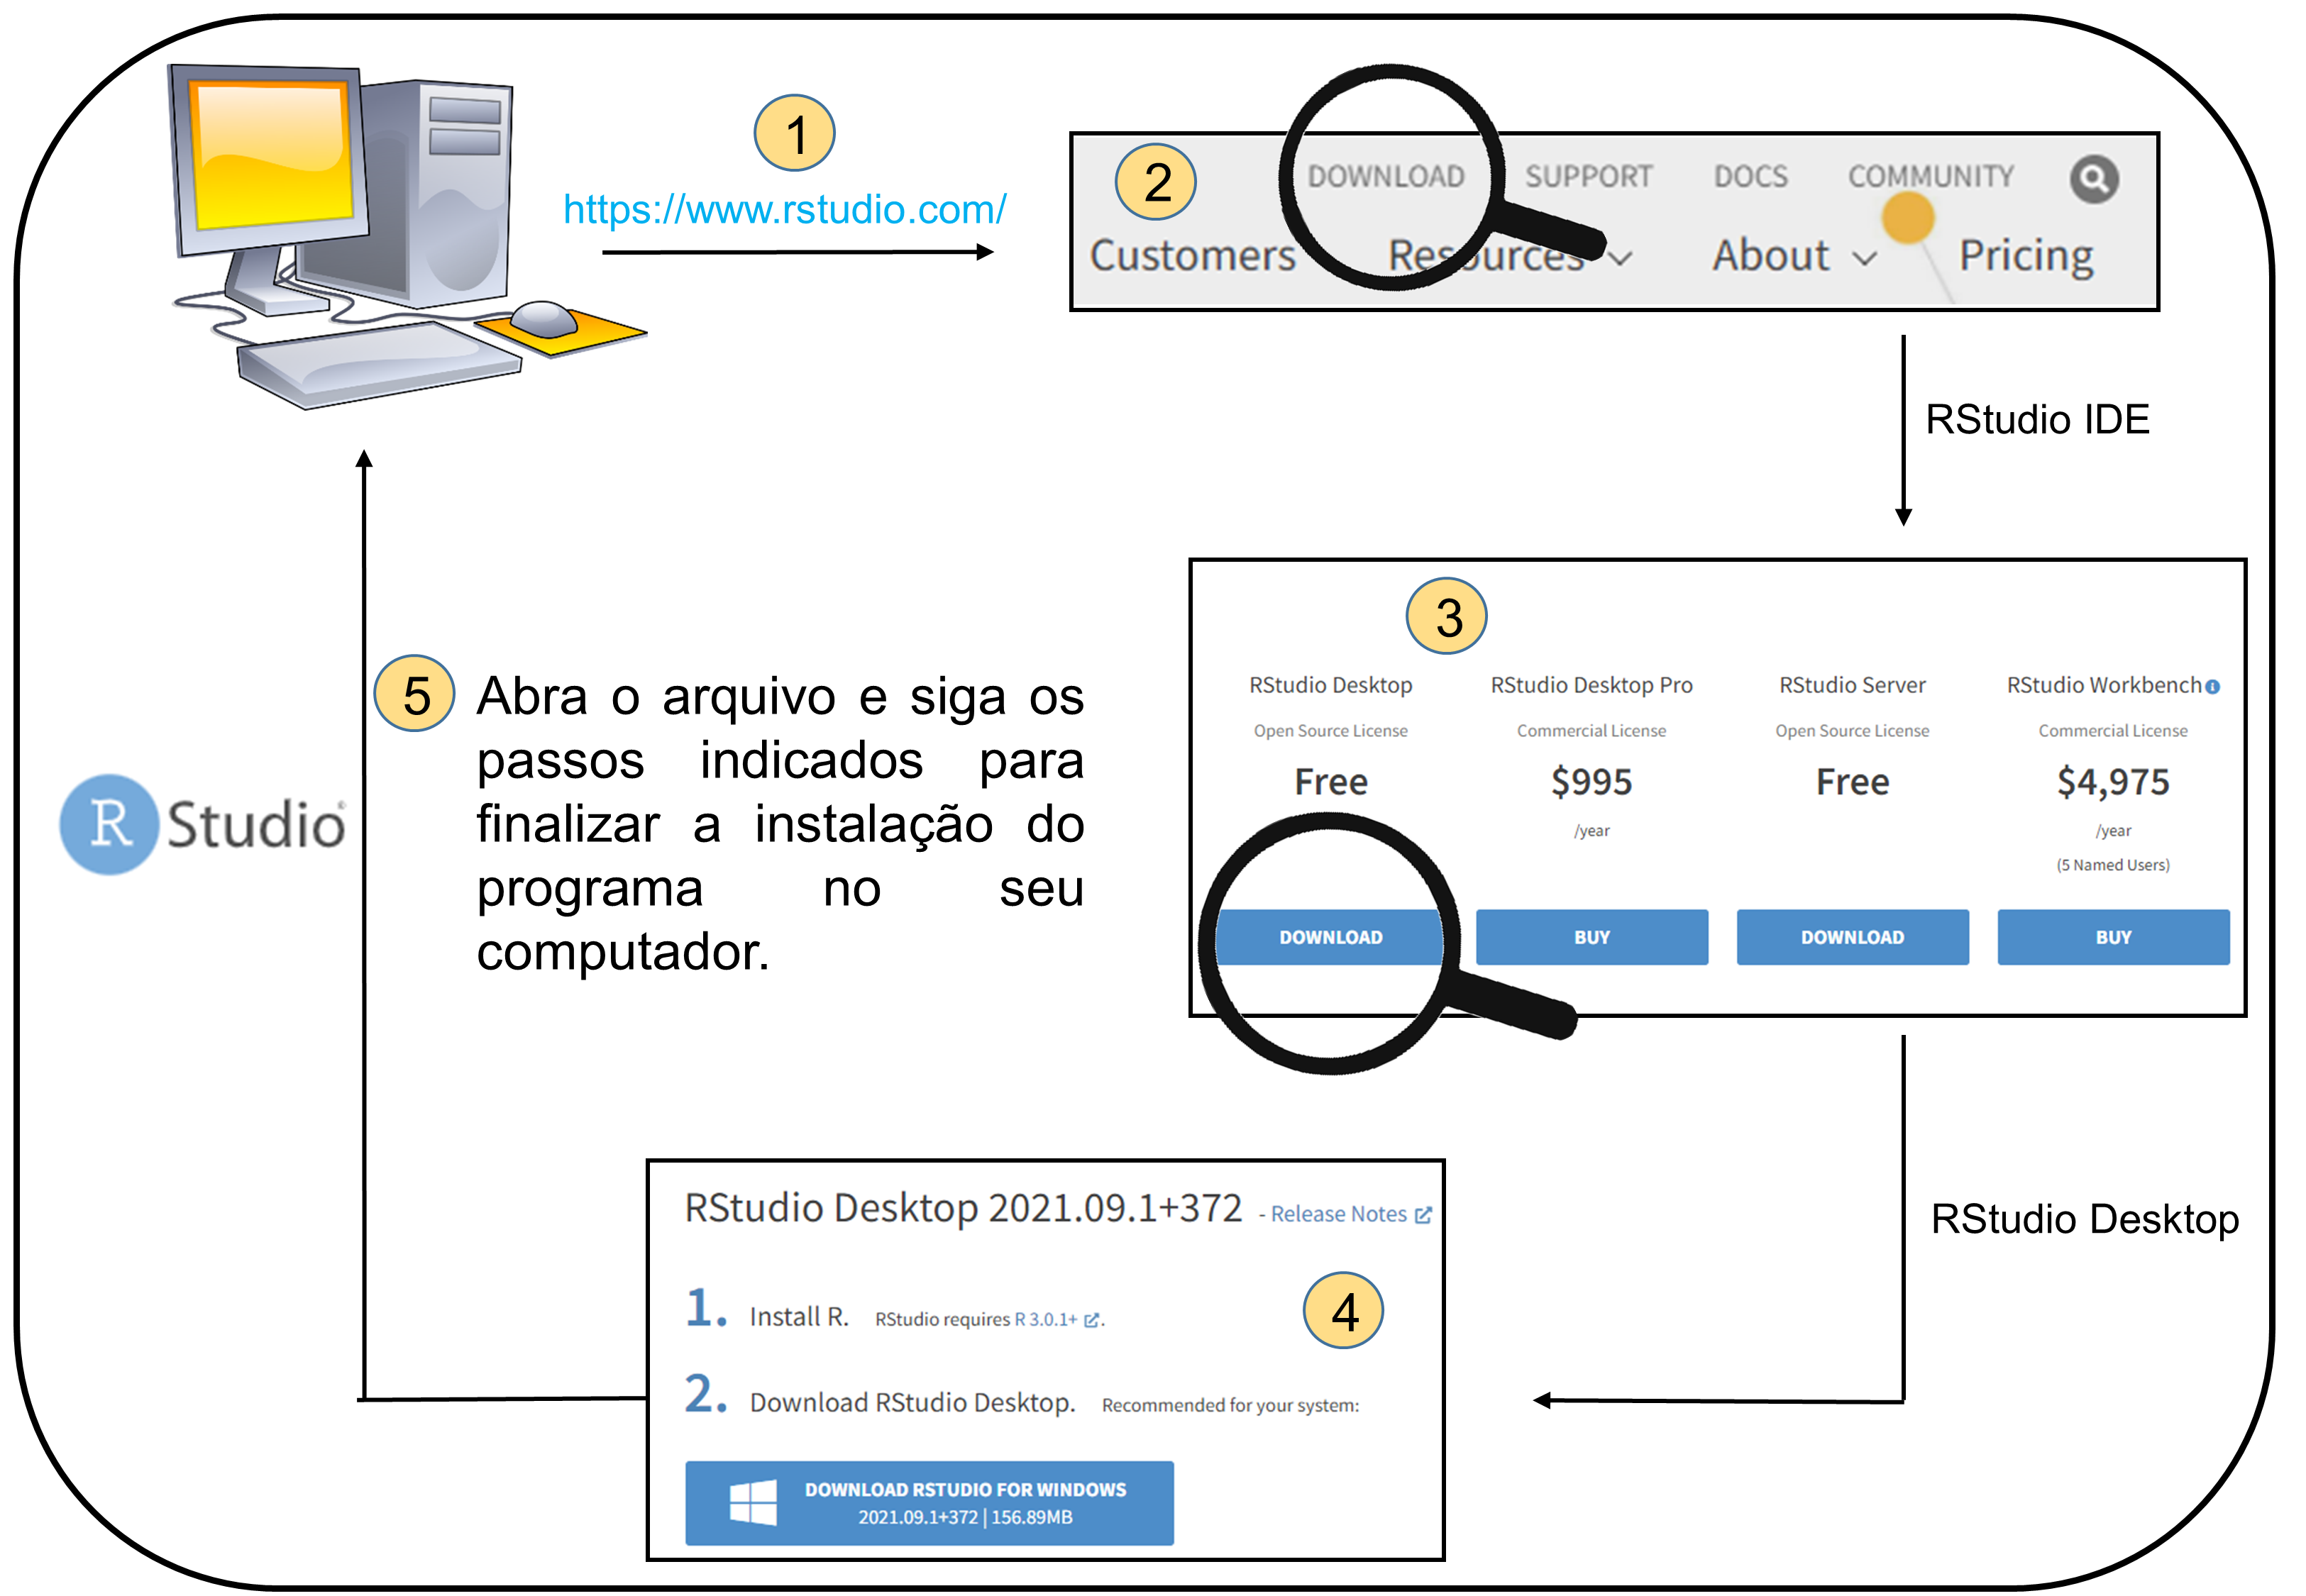 1
https://www.rstudio.com/
2
DOWNLOAD SUPPORT DOCS COMMUNITY
Customers Resources About Pricing
RStudio IDE
3
RStudio Desktop RStudio Desktop Pro RStudio Server RStudio Workbench
Open Source License Commercial License Open Source License Commercial License
Free $995 Free $4,975
/year /year
(5 Named Users)
DOWNLOAD BUY DOWNLOAD BUY
RStudio Desktop
RStudio Desktop 2021.09.1+372 - Release Notes
4
1. Install R. RStudio requires R 3.0.1+.
2. Download RStudio Desktop. Recommended for your system:
DOWNLOAD RSTUDIO FOR WINDOWS
2021.09.1+372 | 156.89MB
5
Abra o arquivo e siga os
passos indicados para
finalizar a instalação do
programa no seu
computador.
R Studio